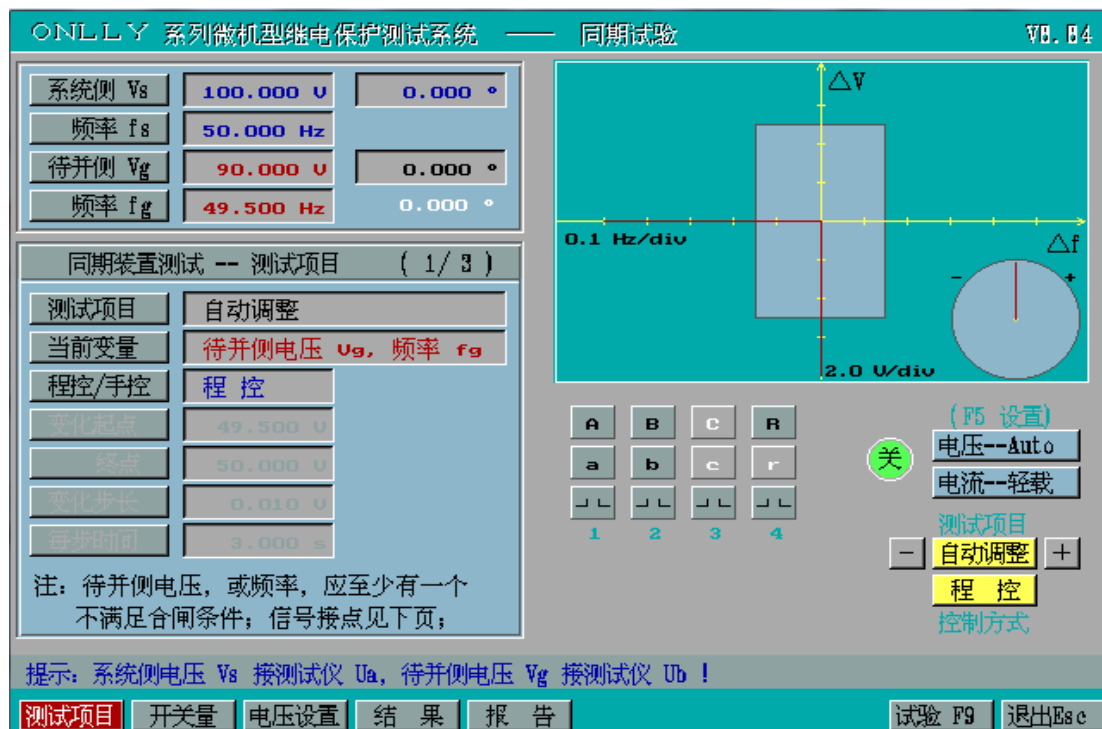 ONLLY 系列微机型继电保护测试系统 —— 同期试验 V8.04
系统侧 Vs 100.000 V 0.000 °
频率 fs 50.000 Hz
待并侧 Vg 90.000 V 0.000 °
频率 fg 49.500 Hz 0.000 °
同期装置测试 -- 测试项目 ( 1/ 3 )
测试项目 自动调整
当前变量 待并侧电压 Vg, 频率 fg
程控/手控 程 控
变化起点 49.500 V
终点 50.000 V
变化步长 0.010 V
每步时间 3.000 s
注: 待并侧电压, 或频率, 应至少有一个
不满足合闸条件; 信号接点见下页;
△V
0.1 Hz/div
△f
- +
2.0 V/div
A B C R
a b c r
1 2 3 4
关
(F5 设置)
电压--Auto
电流--轻载
测试项目
- 自动调整 +
程 控
控制方式
提示: 系统侧电压 Vs 接测试仪 Ua, 待并侧电压 Vg 接测试仪 Ub !
测试项目 开关量 电压设置 结 果 报 告 试验 F9 退出Esc